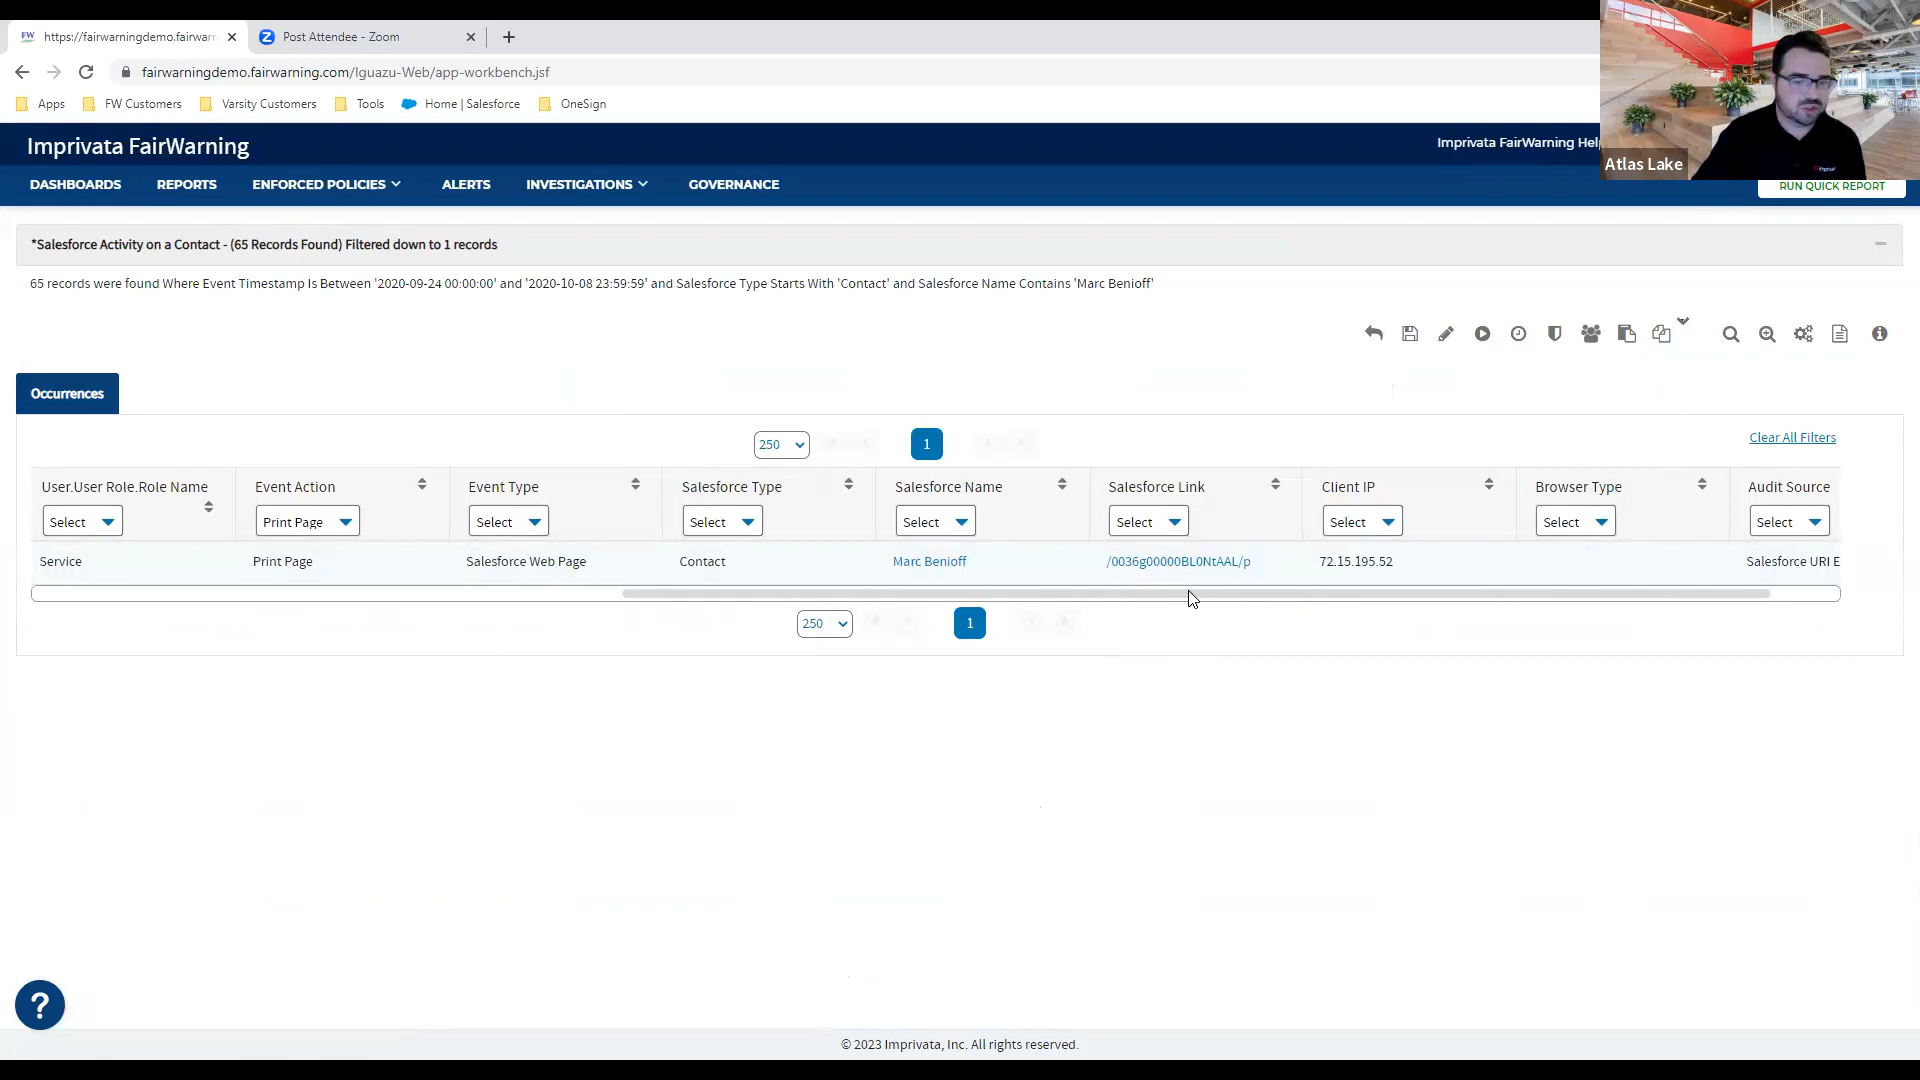 FW https://fairwarningdemo.fairwarn
Post Attendee - Zoom
fairwarningdemo.fairwarning.com/Iguazu-Web/app-workbench.jsf
Apps FW Customers Varsity Customers Tools Home | Salesforce OneSign
Imprivata FairWarning
Imprivata FairWarning Hel
Atlas Lake
DASHBOARDS REPORTS ENFORCED POLICIES ALERTS INVESTIGATIONS GOVERNANCE
RUN QUICK REPORT
*Salesforce Activity on a Contact - (65 Records Found) Filtered down to 1 records
65 records were found Where Event Timestamp Is Between '2020-09-24 00:00:00' and '2020-10-08 23:59:59' and Salesforce Type Starts With 'Contact' and Salesforce Name Contains 'Marc Benioff'
Occurrences
250 1
Clear All Filters
User.User Role.Role Name Event Action Event Type Salesforce Type Salesforce Name Salesforce Link Client IP Browser Type Audit Source
Select Print Page Select Select Select Select Select Select Select
Service Print Page Salesforce Web Page Contact Marc Benioff /0036g00000BL0NtAAL/p 72.15.195.52 Salesforce URI E
250 1
?
© 2023 Imprivata, Inc. All rights reserved.